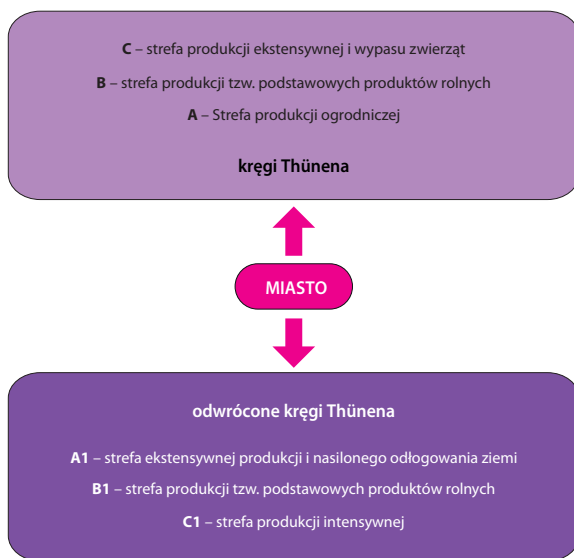 C – strefa produkcji ekstensywnej i wypasu zwierząt
B – strefa produkcji tzw. podstawowych produktów rolnych
A – Strefa produkcji ogrodniczej
kręgi Thünena
MIASTO
odwrócone kręgi Thünena
A1 – strefa ekstensywnej produkcji i nasilonego odłogowania ziemi
B1 – strefa produkcji tzw. podstawowych produktów rolnych
C1 – strefa produkcji intensywnej